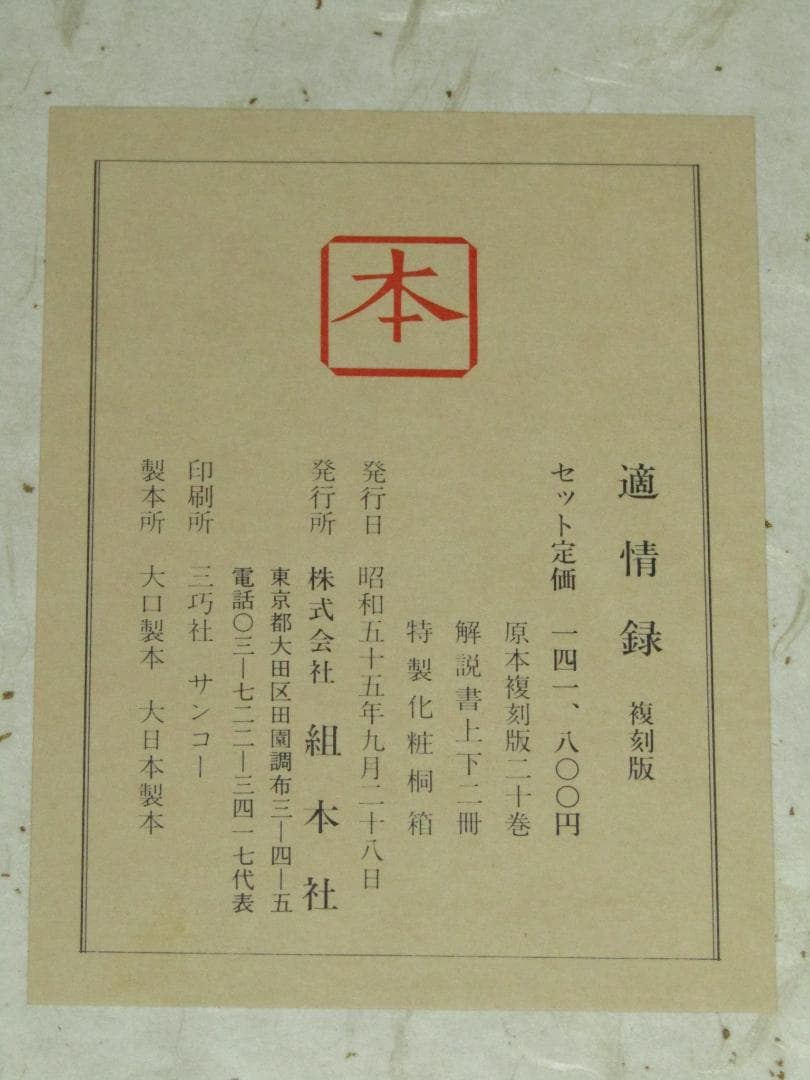 本
適情録 複刻版
セット定価 一四一、八〇〇円
原本複刻版二十巻
解説書上下二冊
特製化粧桐箱
発行日 昭和五十五年九月二十八日
発行所 株式会社 組本社
東京都大田区田園調布三ー四ー五
電話〇三ー七二二ー三四一七代表
印刷所 三巧社 サンコー
製本所 大口製本 大日本製本